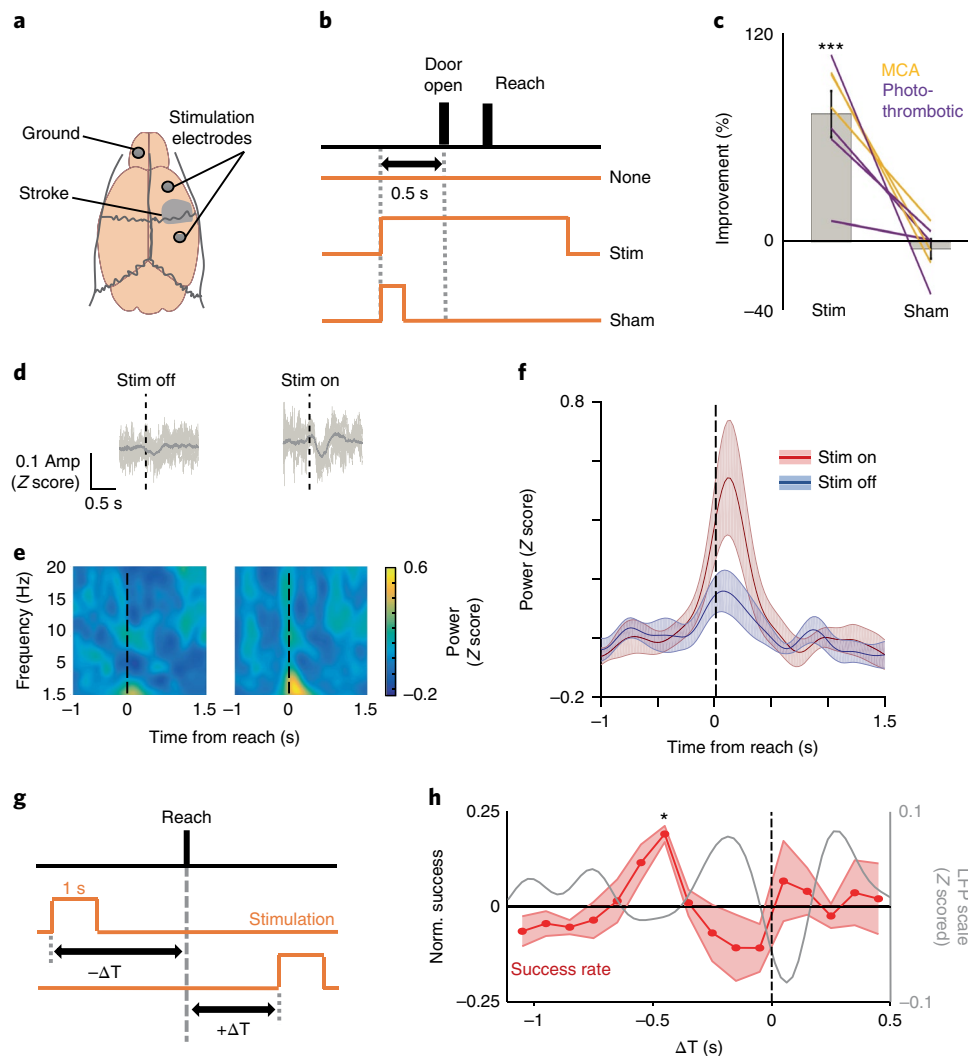 a
Ground
Stimulation
electrodes
Stroke
b
Door
open
Reach
0.5 s
None
Stim
Sham
c
120
***
MCA
Photo-
thrombotic
Improvement (%)
0
–40
Stim
Sham
d
Stim off
Stim on
0.1 Amp
(Z score)
0.5 s
e
Frequency (Hz)
20
15
10
5
1.5
–1
0
1.5
–1
0
1.5
Time from reach (s)
0.6
–0.2
Power
(Z score)
f
0.8
Stim on
Stim off
Power (Z score)
–0.2
–1
0
1.5
Time from reach (s)
g
Reach
1 s
Stimulation
–ΔT
+ΔT
h
0.25
*
0.1
Norm. success
0
LFP scale
(Z scored)
Success rate
–0.25
–0.1
–1
–0.5
0
0.5
ΔT (s)